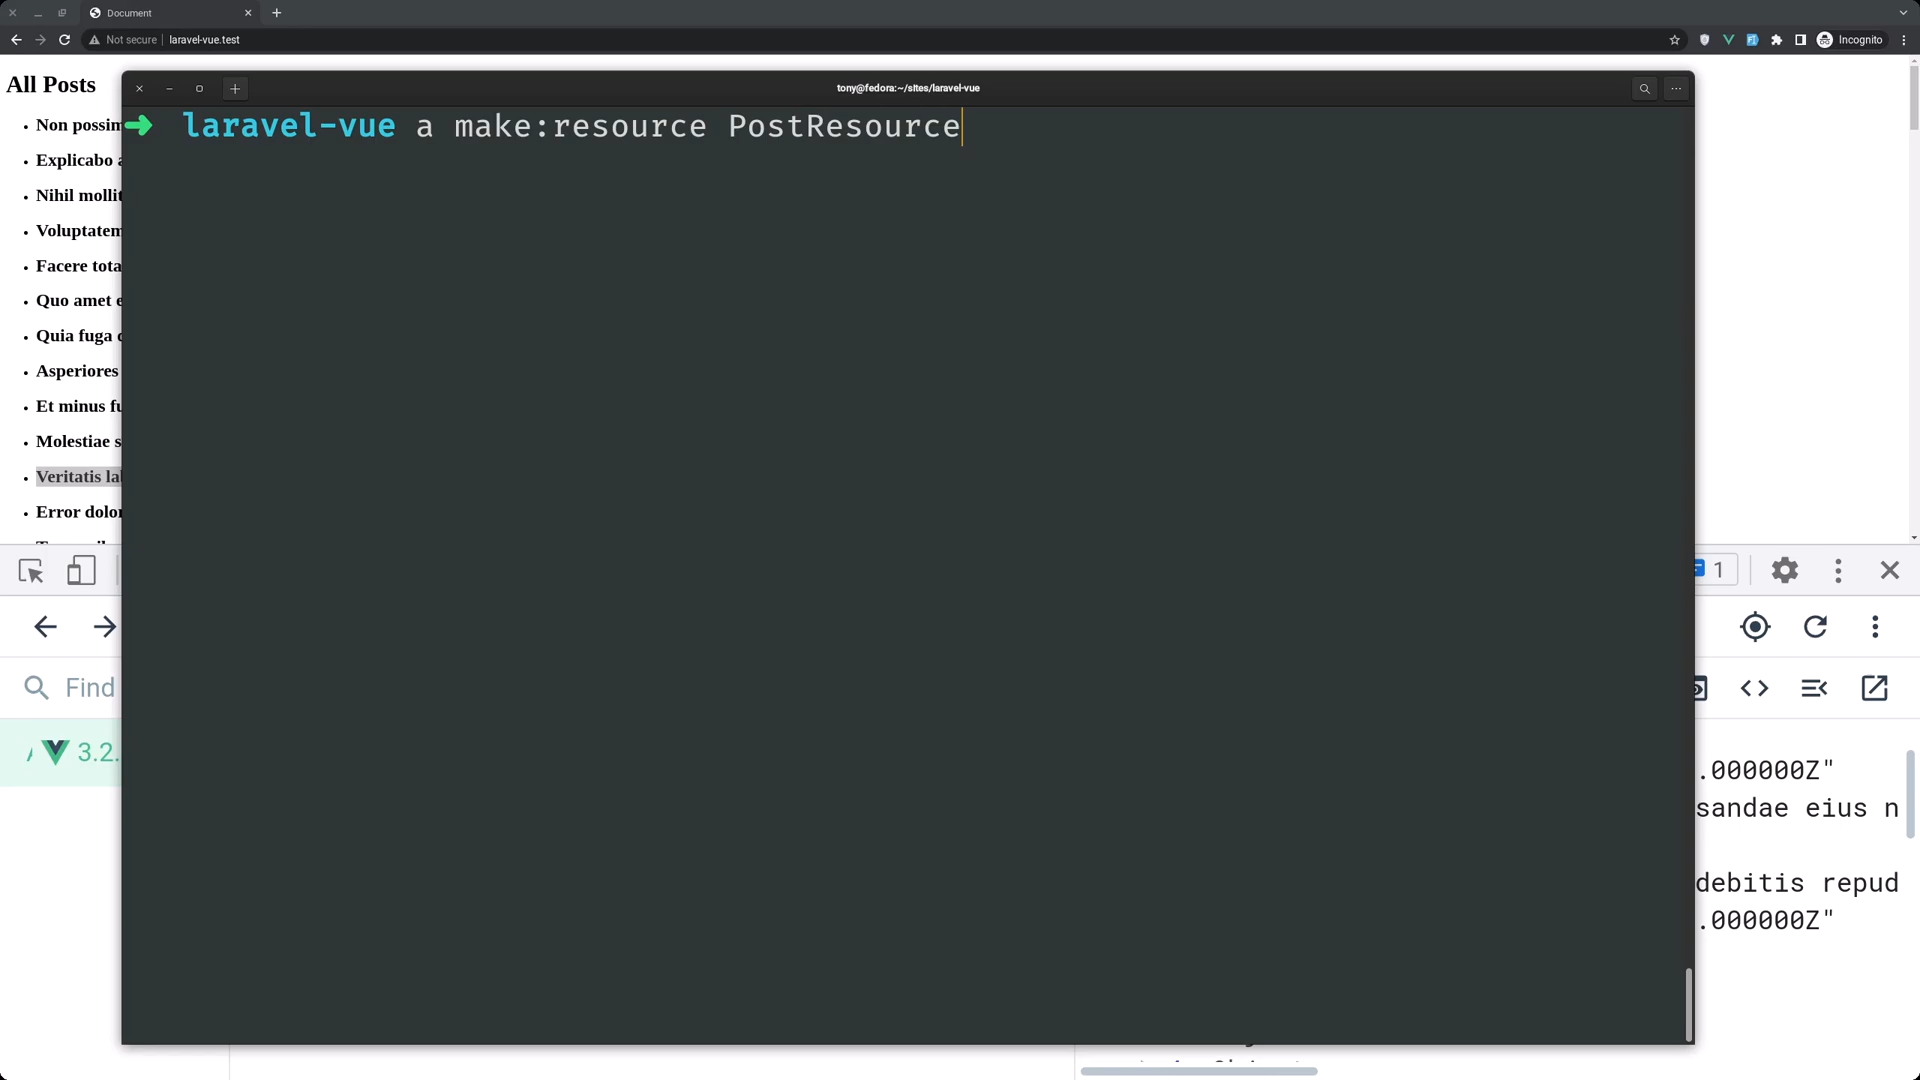 Document
Not secure
laravel-vue.test
Incognito
All Posts
tony@fedora:~/sites/laravel-vue
laravel-vue a make:resource PostResource
Non possim
Explicabo a
Nihil mollit
Voluptatem
Facere tota
Quo amet e
Quia fuga
Asperiores
Et minus fu
Molestiae s
Veritatis lab
Error dolor
1
Find
3.2.
.000000Z"
sandae eius n
debitis repud
.000000Z"